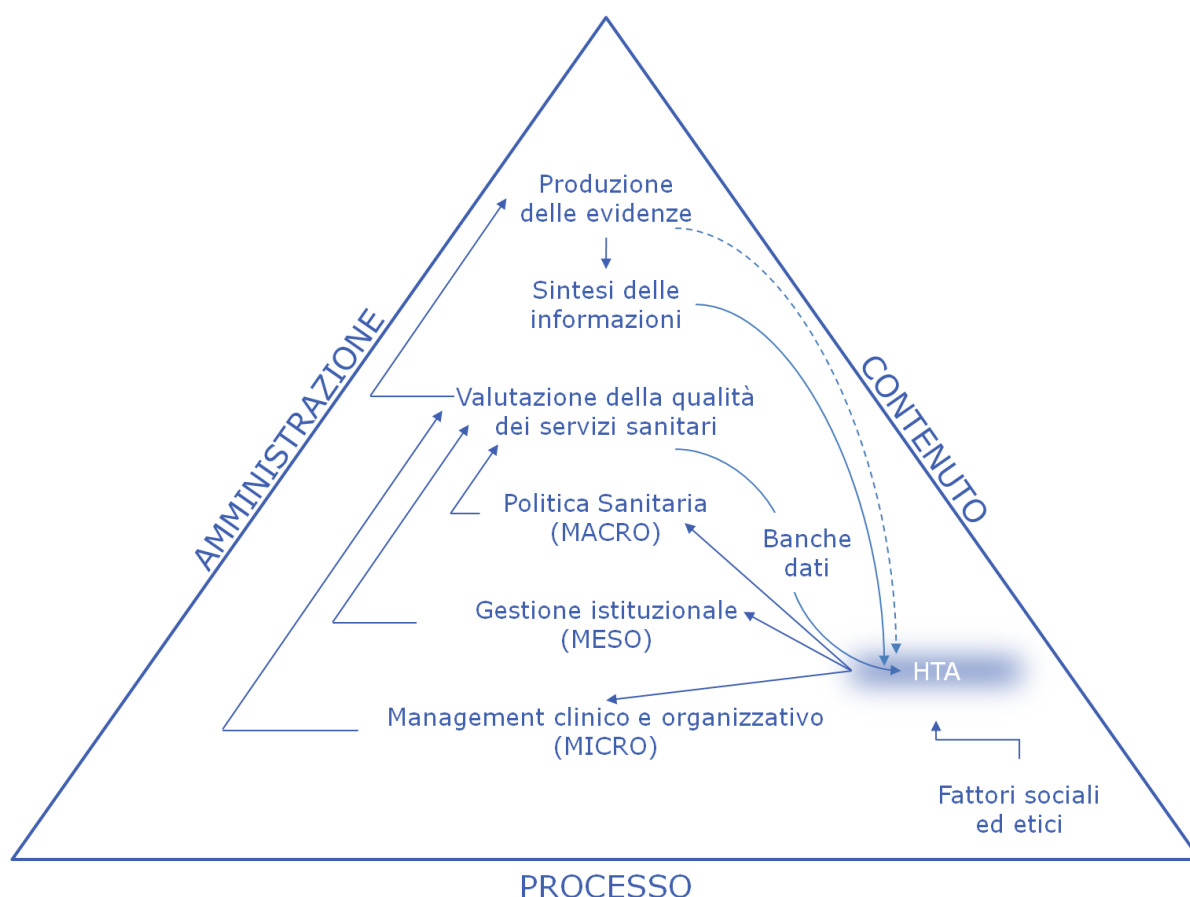 Produzione
delle evidenze
Sintesi delle
informazioni
AMMINISTRAZIONE
CONTENUTO
Valutazione della qualità
dei servizi sanitari
Politica Sanitaria
(MACRO)
Banche
dati
Gestione istituzionale
(MESO)
HTA
Management clinico e organizzativo
(MICRO)
Fattori sociali
ed etici
PROCESSO